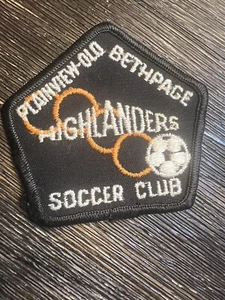 PLAINVIEW-OLD BETHPAGE
HIGHLANDERS
SOCCER CLUB